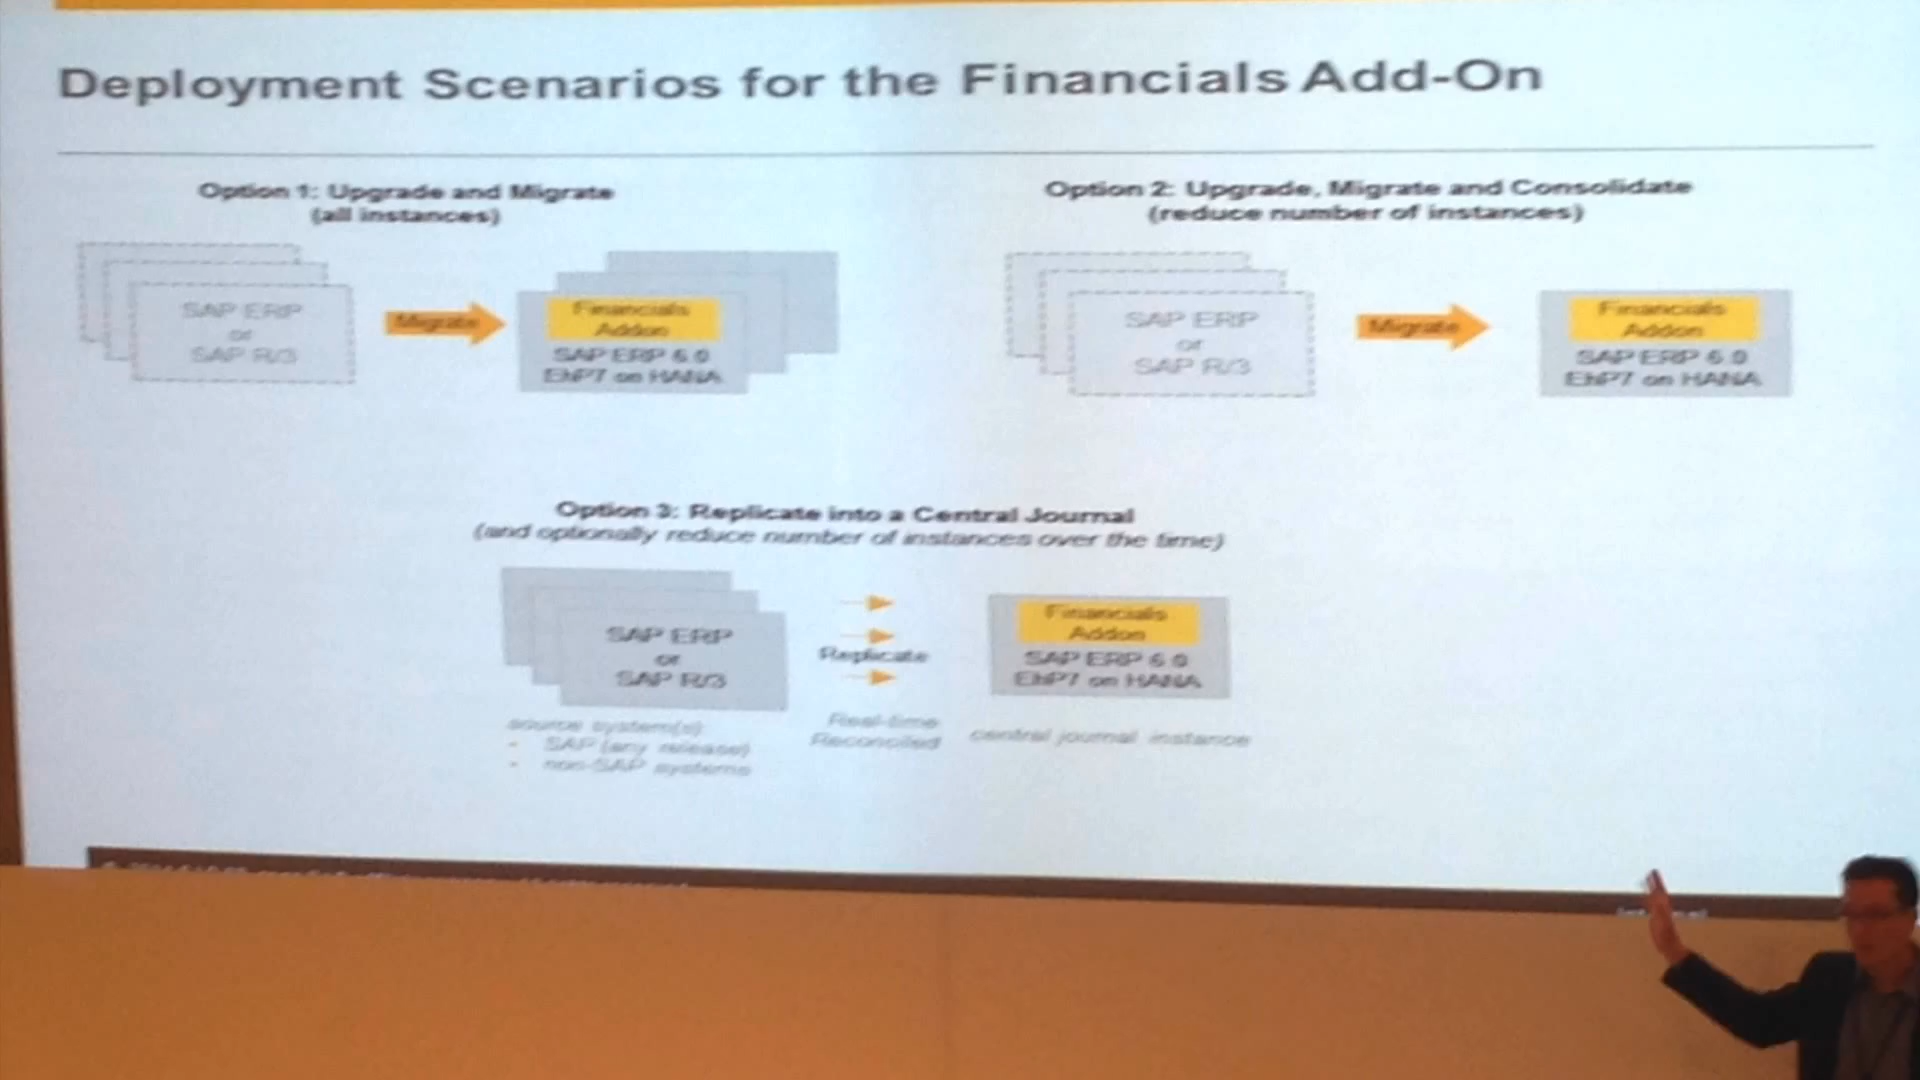 Deployment Scenarios for the Financials Add-On
Option 1: Upgrade and Migrate
(all instances)
SAP ERP
or
SAP R/3
Migrate
Financials
Addon
SAP ERP 6.0
EhP7 on HANA
Option 2: Upgrade, Migrate and Consolidate
(reduce number of instances)
SAP ERP
or
SAP R/3
Migrate
Financials
Addon
SAP ERP 6.0
EhP7 on HANA
Option 3: Replicate into a Central Journal
(and optionally reduce number of instances over the time)
SAP ERP
or
SAP R/3
Replicate
Financials
Addon
SAP ERP 6.0
EhP7 on HANA
source system(s):
- SAP (any release)
- non-SAP systems
Real-time
Reconciled
central journal instance